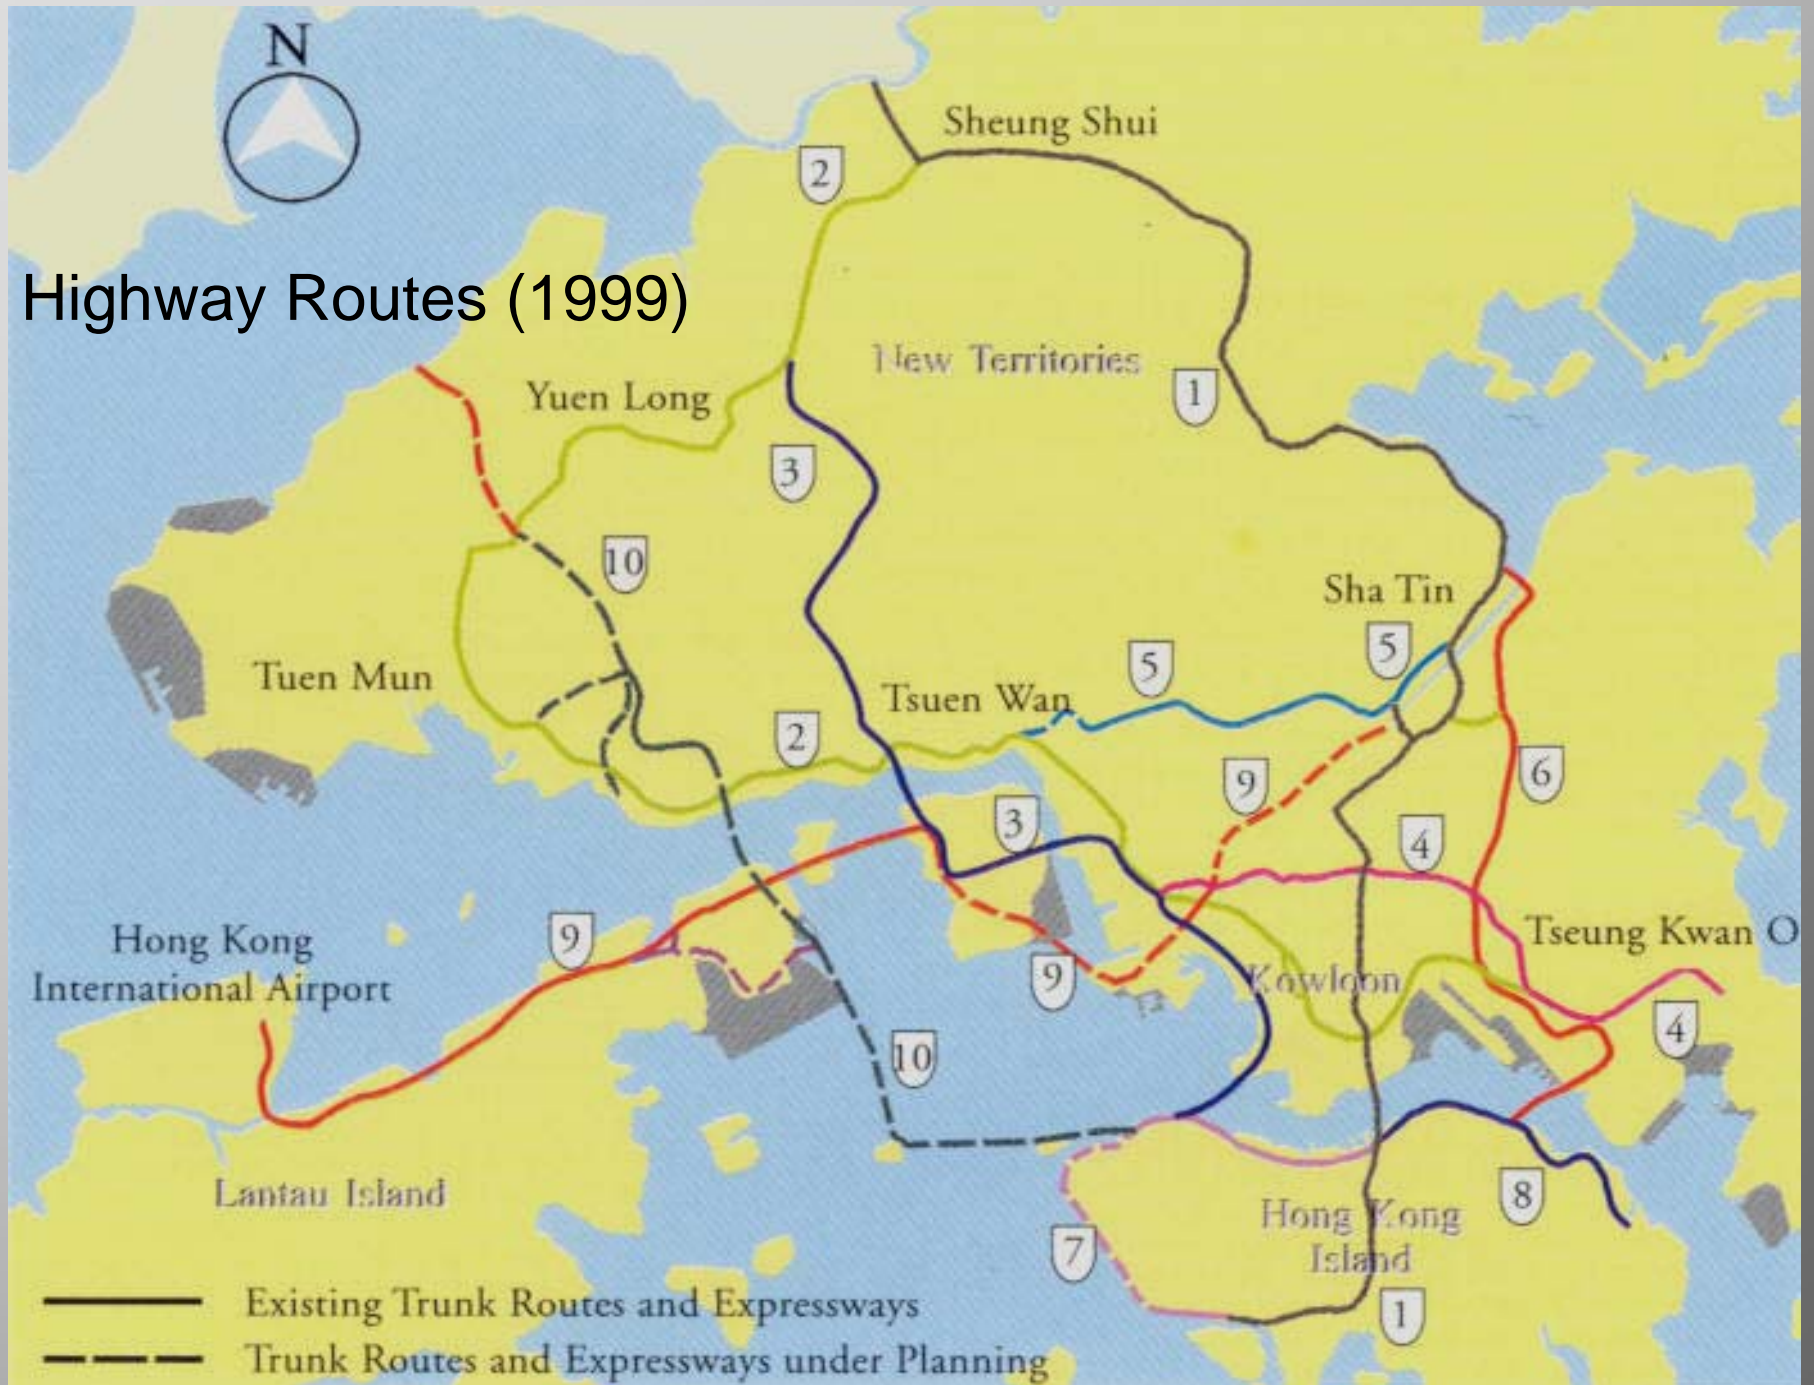 N
Sheung Shui
2
Highway Routes (1999)
New Territories
Yuen Long
1
3
10
Sha Tin
5
5
Tuen Mun
Tsuen Wan
2
9
6
3
4
Hong Kong
International Airport
9
Tseung Kwan O
9
Kowloon
4
10
Lantau Island
8
Hong Kong
Island
7
1
Existing Trunk Routes and Expressways
Trunk Routes and Expressways under Planning